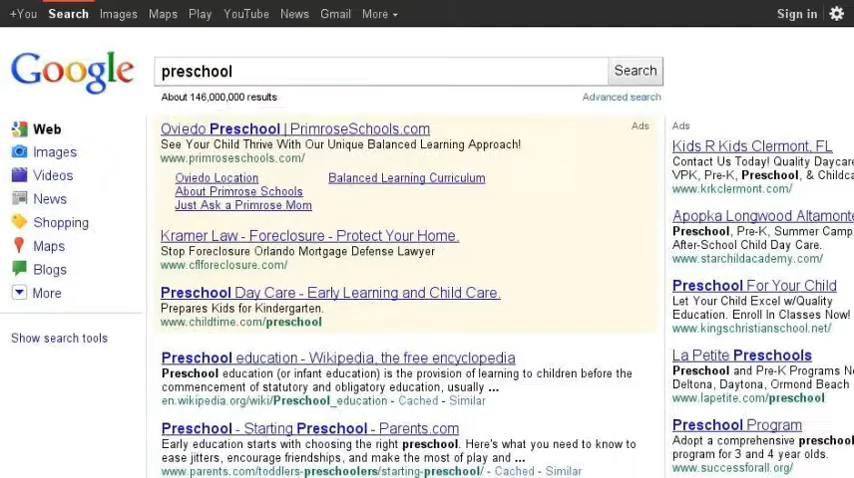 +You Search Images Maps Play YouTube News Gmail More Sign in
Google
preschool Search
About 146,000,000 results Advanced search
Web
Images
Videos
News
Shopping
Maps
Blogs
More
Show search tools
Ads
Oviedo Preschool | PrimroseSchools.com
See Your Child Thrive With Our Unique Balanced Learning Approach!
www.primroseschools.com/
Oviedo Location Balanced Learning Curriculum
About Primrose Schools
Just Ask a Primrose Mom
Kramer Law - Foreclosure - Protect Your Home.
Stop Foreclosure Orlando Mortgage Defense Lawyer
www.cflforeclosure.com/
Preschool Day Care - Early Learning and Child Care.
Prepares Kids for Kindergarten.
www.childtime.com/preschool
Preschool education - Wikipedia, the free encyclopedia
Preschool education (or infant education) is the provision of learning to children before the
commencement of statutory and obligatory education, usually ...
en.wikipedia.org/wiki/Preschool_education - Cached - Similar
Preschool - Starting Preschool - Parents.com
Early education starts with choosing the right preschool. Here's what you need to know to
ease jitters, encourage friendships, and make the most of play and ...
www.parents.com/toddlers-preschoolers/starting-preschool/ - Cached - Similar
Ads
Kids R Kids Clermont, FL
Contact Us Today! Quality Daycare
VPK, Pre-K, Preschool, & Childca
www.krkclermont.com/
Apopka Longwood Altamonte
Preschool, Pre-K, Summer Camp
After-School Child Day Care.
www.starchildacademy.com/
Preschool For Your Child
Let Your Child Excel w/Quality
Education. Enroll In Classes Now!
www.kingschristianschool.net/
La Petite Preschools
Preschool and Pre-K Programs N
Deltona, Daytona, Ormond Beach
www.lapetite.com/preschool
Preschool Program
Adopt a comprehensive preschool
program for 3 and 4 year olds.
www.successforall.org/